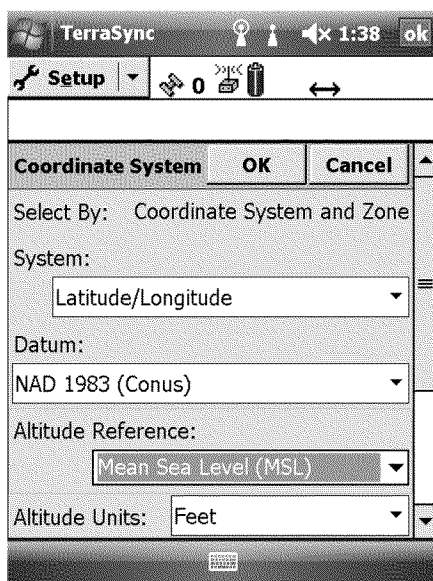 TerraSync 1:38 ok
Setup 0
Coordinate System OK Cancel
Select By: Coordinate System and Zone
System:
Latitude/Longitude
Datum:
NAD 1983 (Conus)
Altitude Reference:
Mean Sea Level (MSL)
Altitude Units: Feet